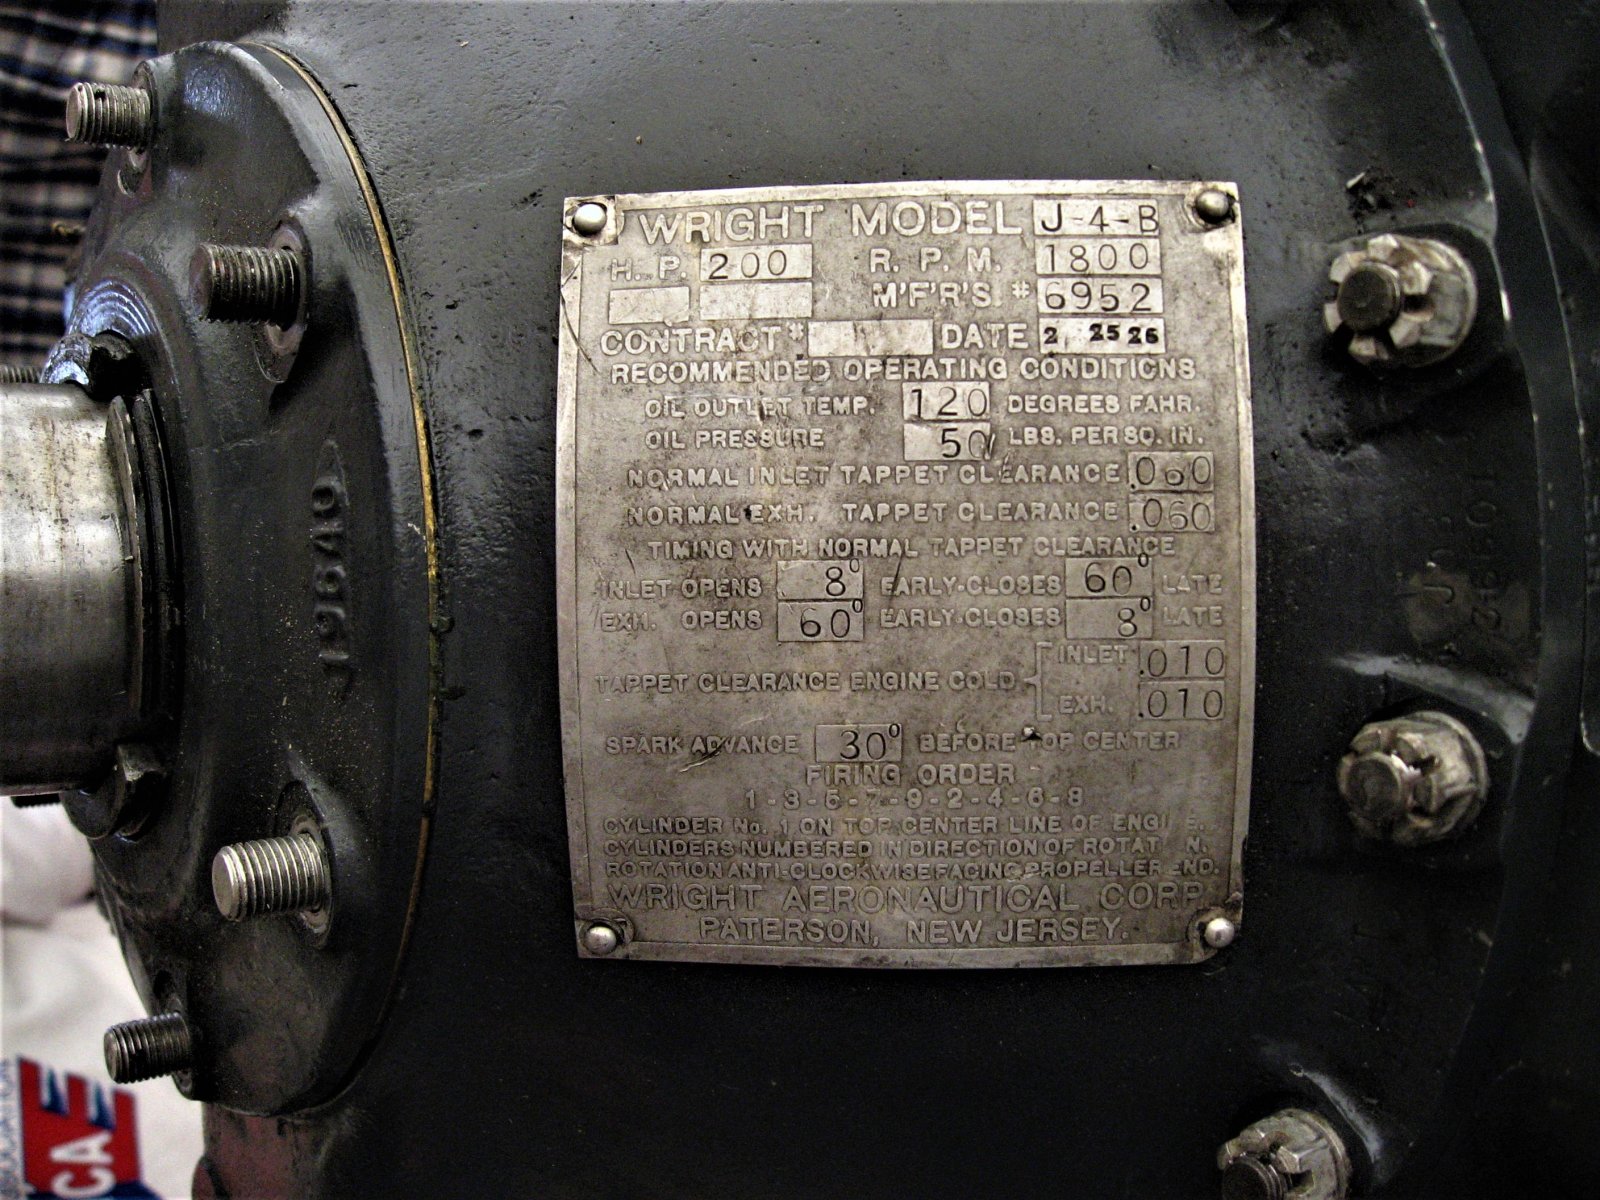 WRIGHT MODEL J-4-B
H. P. 200 R. P. M. 1800
M'F'R'S. # 6952
CONTRACT # DATE 2 25 26
RECOMMENDED OPERATING CONDITIONS
OIL OUTLET TEMP. 120 DEGREES FAHR.
OIL PRESSURE 50 LBS. PER SQ. IN.
NORMAL INLET TAPPET CLEARANCE .060
NORMAL EXH. TAPPET CLEARANCE .060
TIMING WITH NORMAL TAPPET CLEARANCE
INLET OPENS 8° EARLY-CLOSES 60° LATE
EXH. OPENS 60° EARLY-CLOSES 8° LATE
TAPPET CLEARANCE ENGINE COLD INLET .010
EXH. .010
SPARK ADVANCE 30° BEFORE TOP CENTER
FIRING ORDER
1-3-5-7-9-2-4-6-8
CYLINDER No. 1 ON TOP CENTER LINE OF ENGINE.
CYLINDERS NUMBERED IN DIRECTION OF ROTATION.
ROTATION ANTI-CLOCKWISE FACING PROPELLER END.
WRIGHT AERONAUTICAL CORP.
PATERSON, NEW JERSEY.